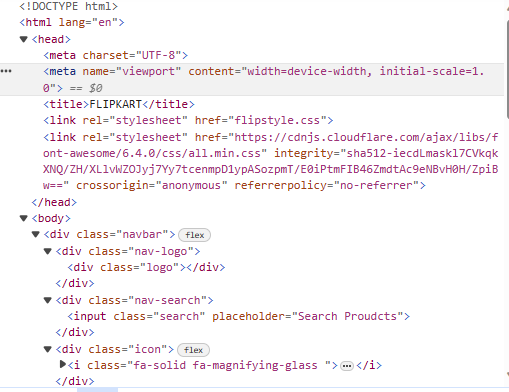 <!DOCTYPE html>
<html lang="en">
<head>
<meta charset="UTF-8">
<meta name="viewport" content="width=device-width, initial-scale=1.
0"> == $0
<title>FLIPKART</title>
<link rel="stylesheet" href="flipstyle.css">
<link rel="stylesheet" href="https://cdnjs.cloudflare.com/ajax/libs/f
ont-awesome/6.4.0/css/all.min.css" integrity="sha512-iecdLmaskl7CVkqk
XNQ/ZH/XLlvWZOJyj7Yy7tcenmpD1ypASozpmT/E0iPtmFIB46ZmdtAc9eNBvH0H/ZpiB
w==" crossorigin="anonymous" referrerpolicy="no-referrer">
</head>
<body>
<div class="navbar"> flex
<div class="nav-logo">
<div class="logo"></div>
</div>
<div class="nav-search">
<input class="search" placeholder="Search Proudcts">
</div>
<div class="icon"> flex
<i class="fa-solid fa-magnifying-glass "> … </i>
</div>